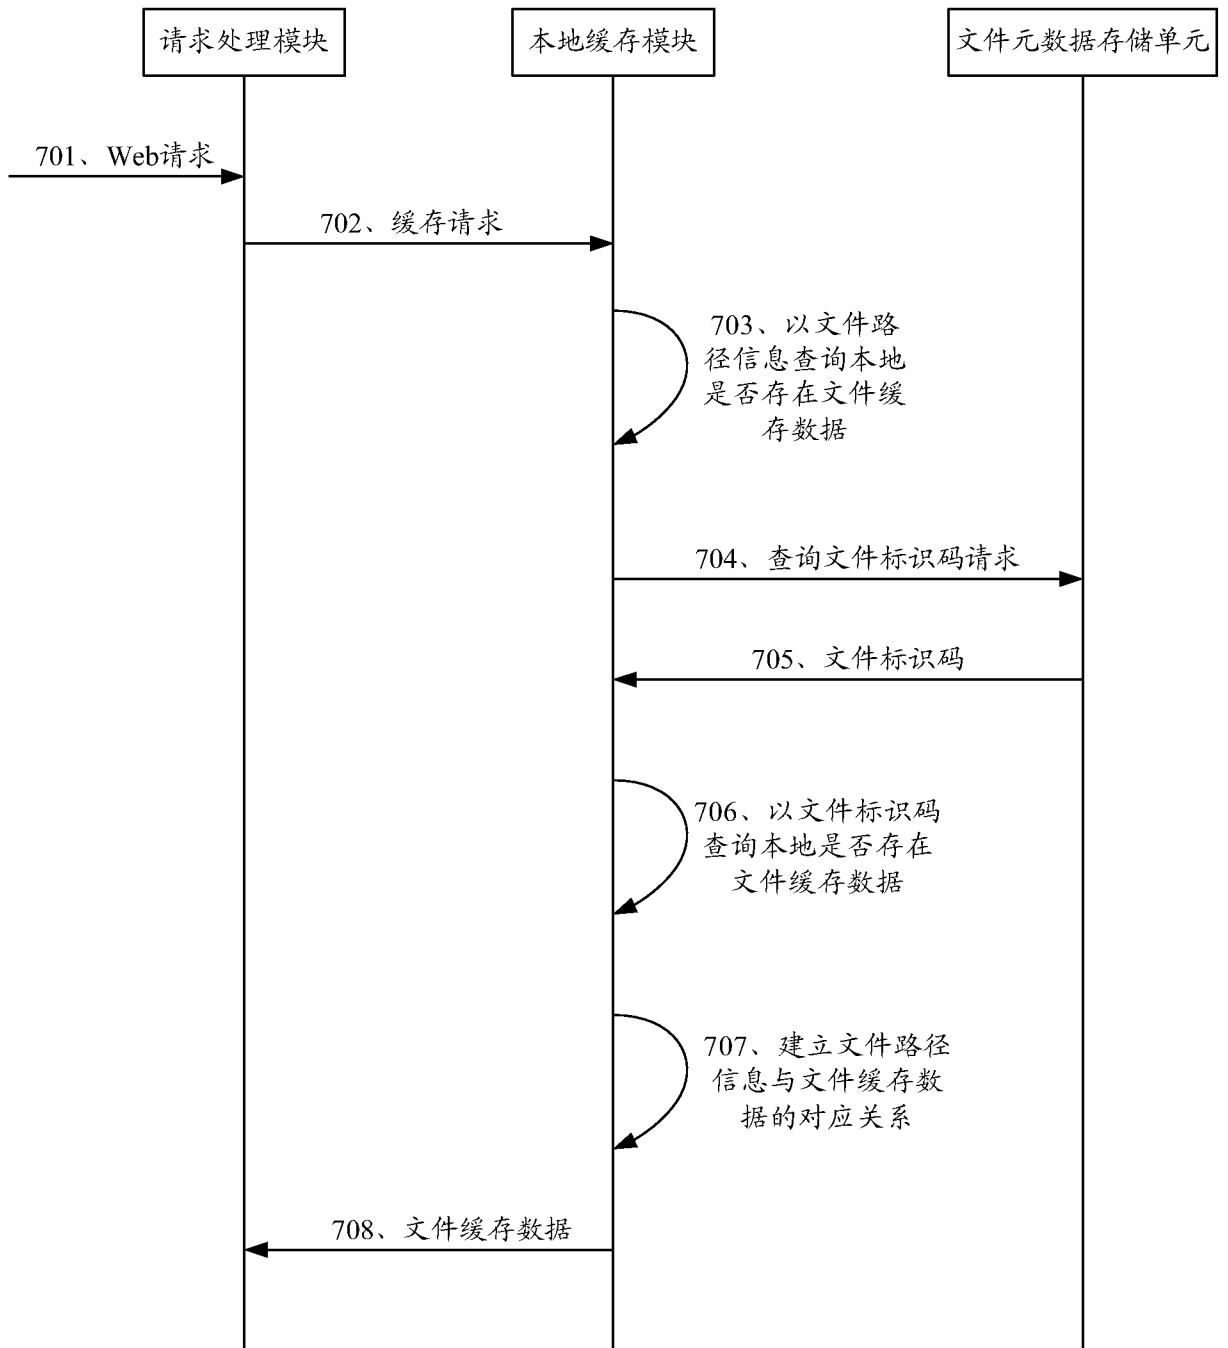 请求处理模块
本地缓存模块
文件元数据存储单元
701、Web请求
702、缓存请求
703、以文件路
径信息查询本地
是否存在文件缓
存数据
704、查询文件标识码请求
705、文件标识码
706、以文件标识码
查询本地是否存在
文件缓存数据
707、建立文件路径
信息与文件缓存数
据的对应关系
708、文件缓存数据